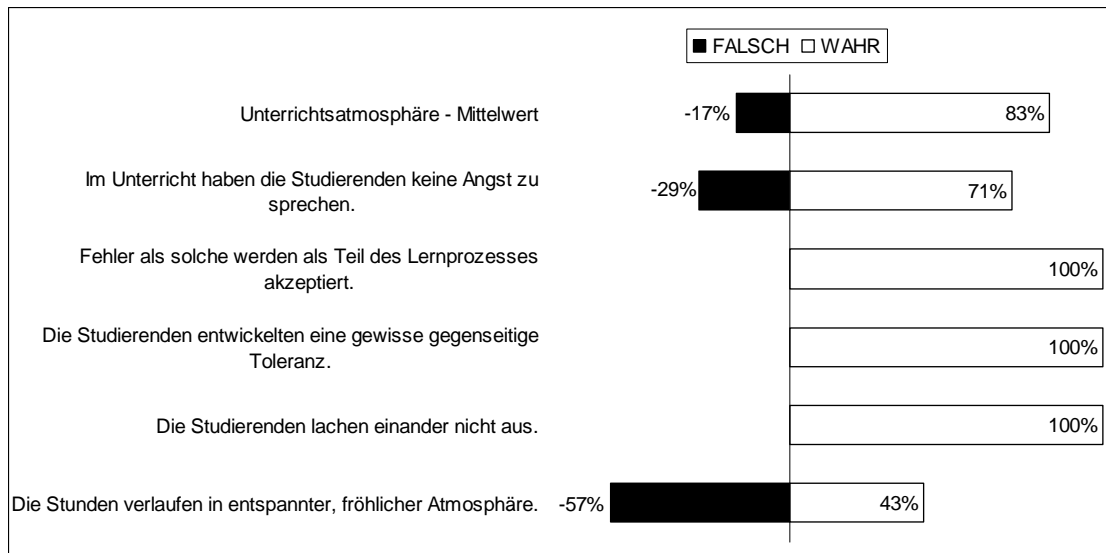 FALSCH WAHR
Unterrichtsatmosphäre - Mittelwert
-17%
83%
Im Unterricht haben die Studierenden keine Angst zu
sprechen.
-29%
71%
Fehler als solche werden als Teil des Lernprozesses
akzeptiert.
100%
Die Studierenden entwickelten eine gewisse gegenseitige
Toleranz.
100%
Die Studierenden lachen einander nicht aus.
100%
Die Stunden verlaufen in entspannter, fröhlicher Atmosphäre.
-57%
43%